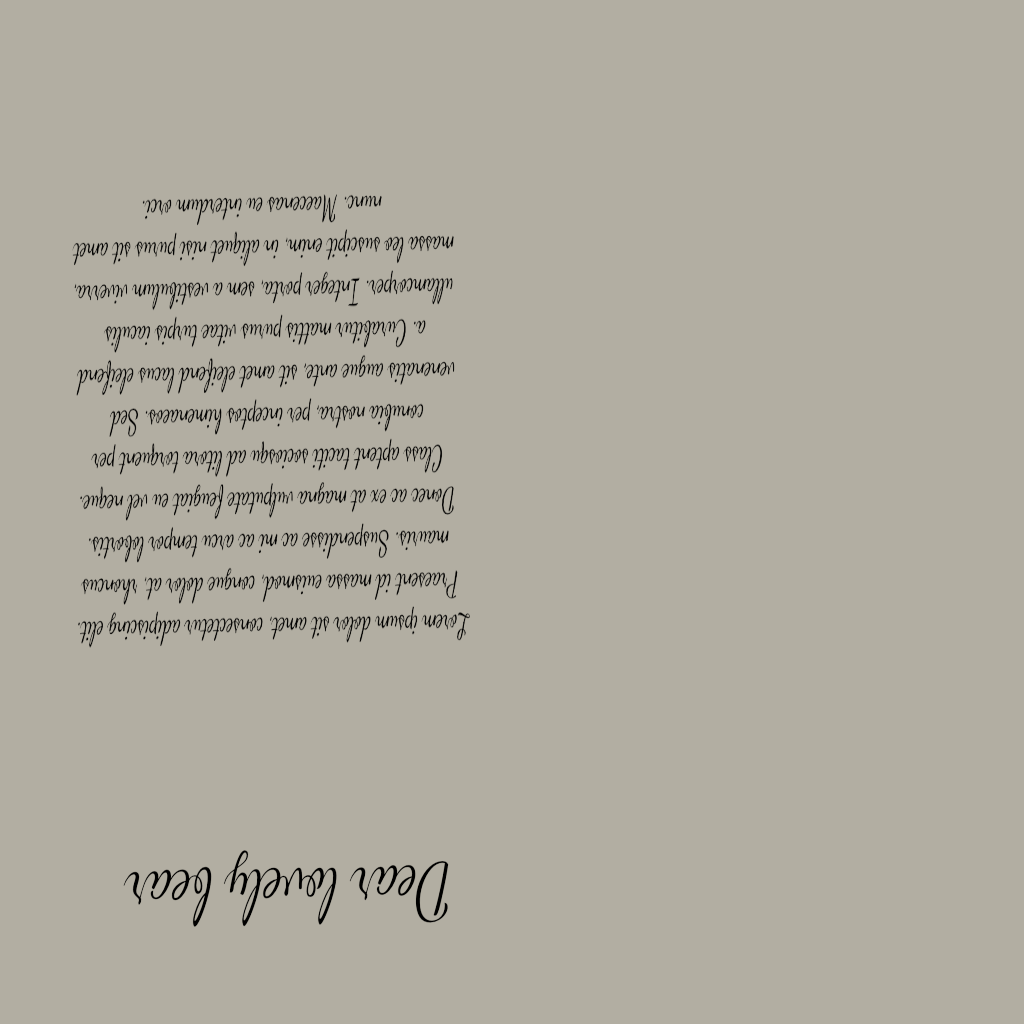 Dear lovely bear
Lorem ipsum dolor sit amet, consectetur adipiscing elit.
Praesent id massa euismod, congue dolor at, rhoncus
mauris. Suspendisse ac mi ac arcu tempor lobortis.
Donec ac ex at magna vulputate feugiat eu vel neque.
Class aptent taciti sociosqu ad litora torquent per
conubia nostra, per inceptos himenaeos. Sed
venenatis augue ante, sit amet eleifend lacus eleifend
a. Curabitur mattis purus vitae turpis iaculis
ullamcorper. Integer porta, sem a vestibulum viverra,
massa leo suscipit enim, in aliquet nisi purus sit amet
nunc. Maecenas eu interdum orci.